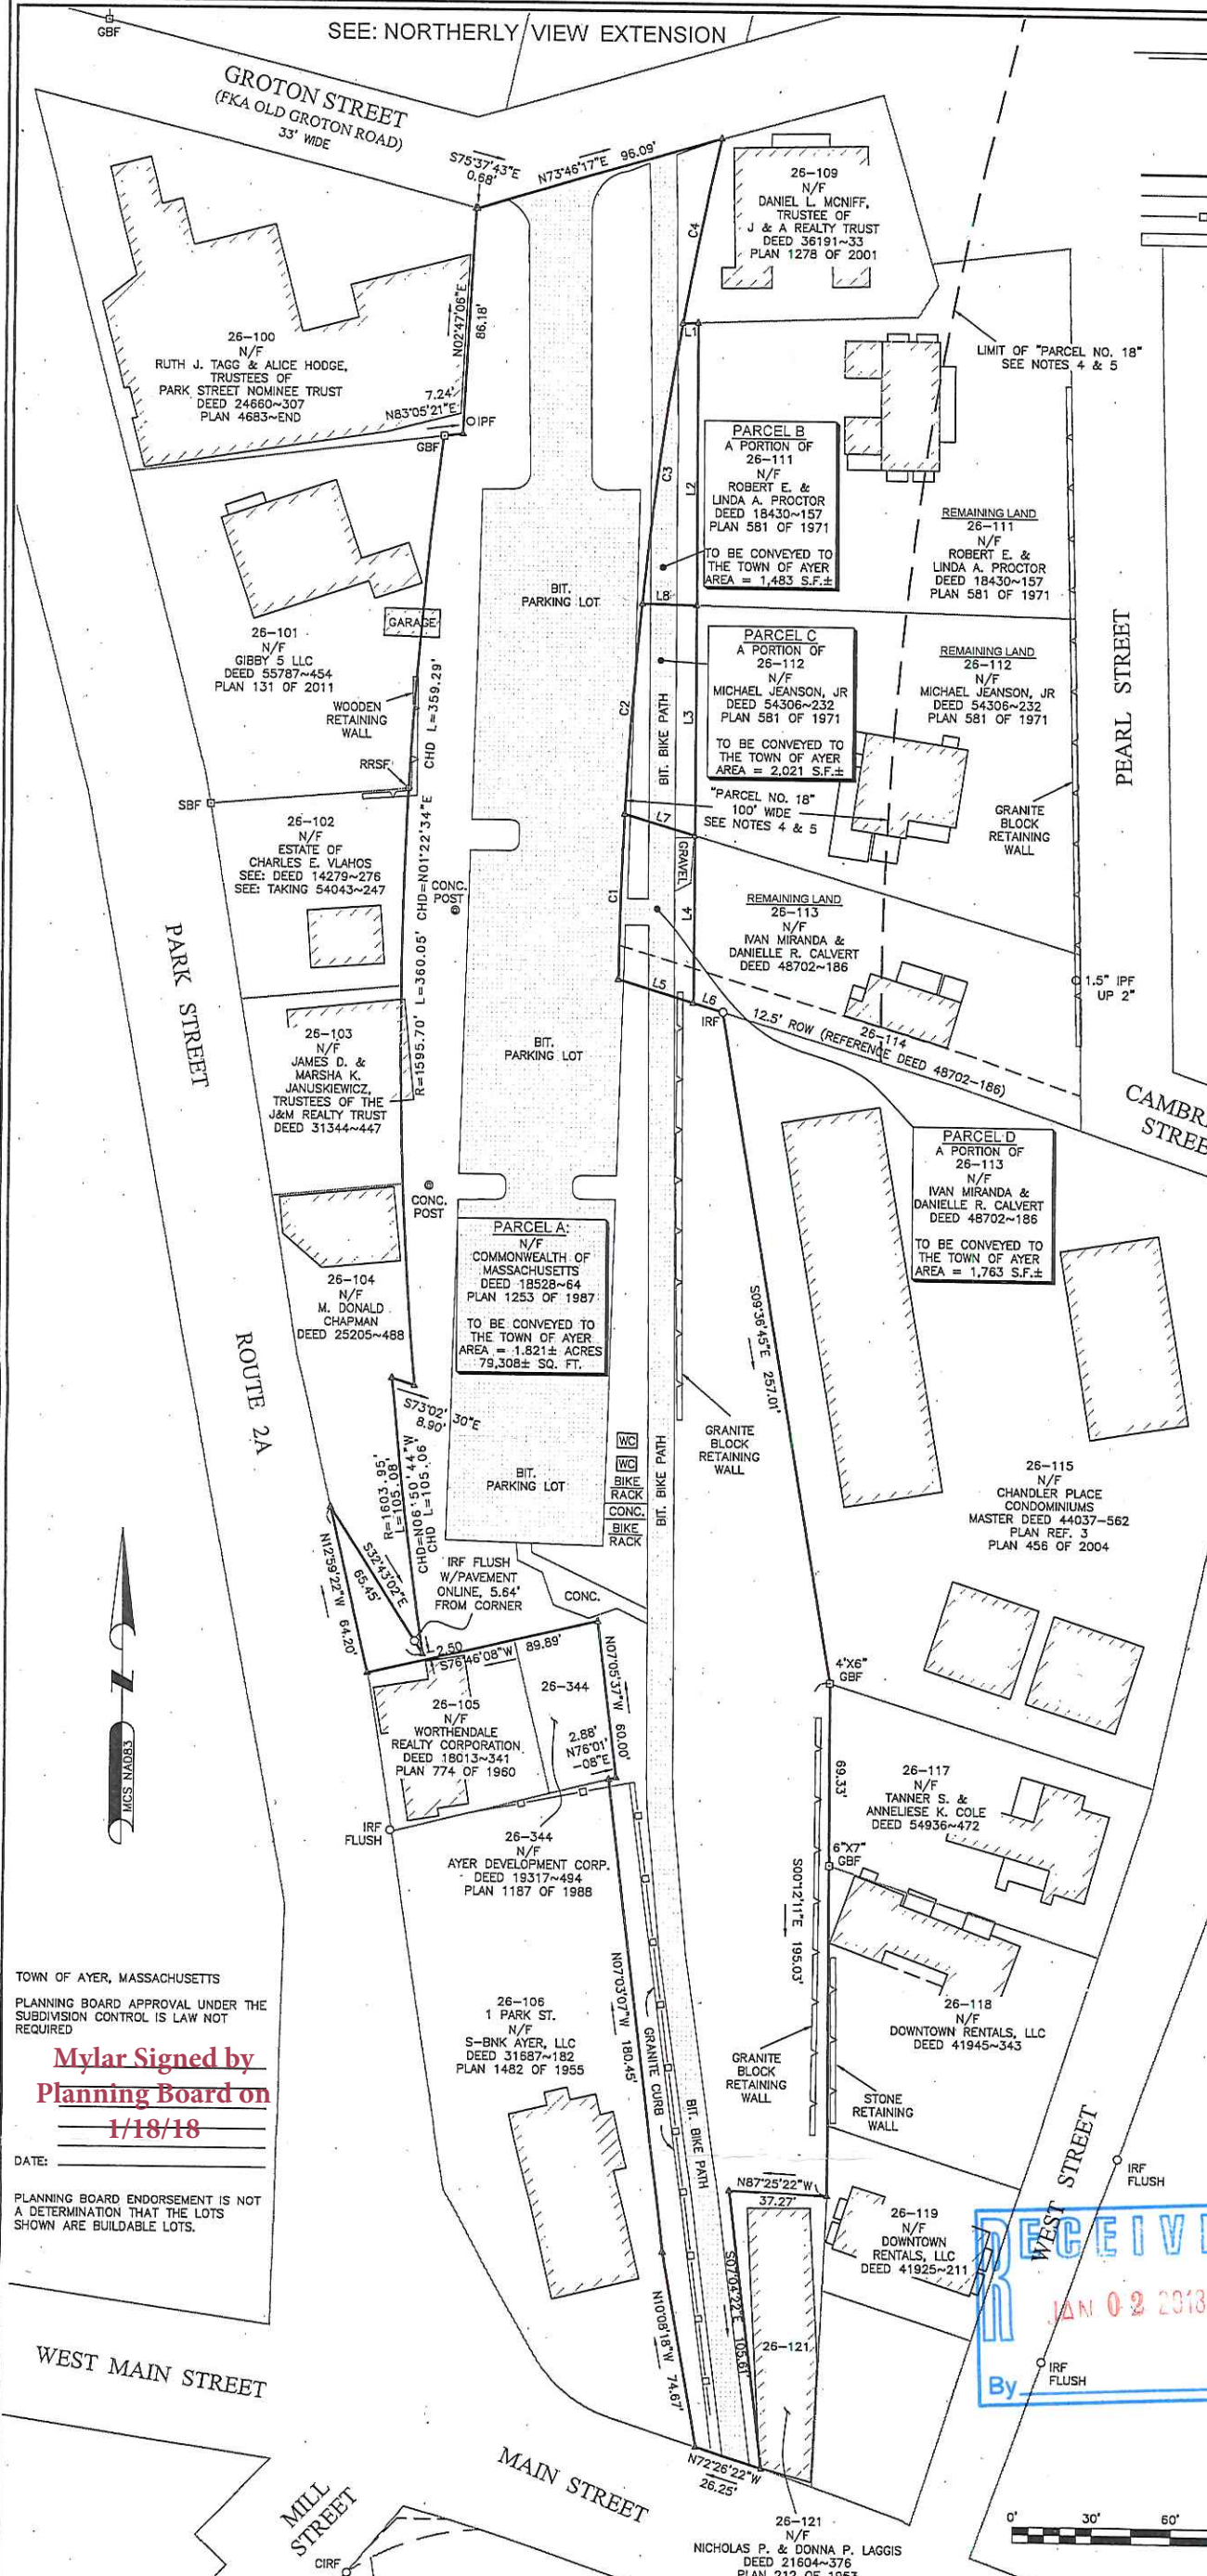 SEE: NORTHERLY VIEW EXTENSION
GBF
GROTON STREET
(FKA OLD GROTON ROAD)
33' WIDE
S75°37'43"E
0.68'
N73°46'17"E 96.09'
C4
26-109
N/F
DANIEL L. MCNIFF,
TRUSTEE OF
J & A REALTY TRUST
DEED 36191~33
PLAN 1278 OF 2001
N02°47'06"E
86.18'
26-100
N/F
RUTH J. TAGG & ALICE HODGE,
TRUSTEES OF
PARK STREET NOMINEE TRUST
DEED 24660~307
PLAN 4683~END
7.24'
N83°05'21"E
IPF
GBF
L1
LIMIT OF "PARCEL NO. 18"
SEE NOTES 4 & 5
PARCEL B
A PORTION OF
26-111
N/F
ROBERT E. &
LINDA A. PROCTOR
DEED 18430~157
PLAN 581 OF 1971
TO BE CONVEYED TO
THE TOWN OF AYER
AREA = 1,483 S.F.±
C3
L2
REMAINING LAND
26-111
N/F
ROBERT E. &
LINDA A. PROCTOR
DEED 18430~157
PLAN 581 OF 1971
BIT.
PARKING LOT
L8
GARAGE
26-101
N/F
GIBBY 5 LLC
DEED 55787~454
PLAN 131 OF 2011
WOODEN
RETAINING
WALL
RRSF
PARCEL C
A PORTION OF
26-112
N/F
MICHAEL JEANSON, JR
DEED 54306~232
PLAN 581 OF 1971
TO BE CONVEYED TO
THE TOWN OF AYER
AREA = 2,021 S.F.±
REMAINING LAND
26-112
N/F
MICHAEL JEANSON, JR
DEED 54306~232
PLAN 581 OF 1971
PEARL STREET
C2
BIT. BIKE PATH
L3
SBF
26-102
N/F
ESTATE OF
CHARLES E. VLAHOS
SEE: DEED 14279~276
SEE: TAKING 54043~247
R=1595.70' L=360.05' CHD=N01°22'34"E CHD L=359.29'
"PARCEL NO. 18"
100' WIDE
SEE NOTES 4 & 5
L7
GRANITE
BLOCK
RETAINING
WALL
CONC.
POST
GRAVEL
C1
L4
REMAINING LAND
26-113
N/F
IVAN MIRANDA &
DANIELLE R. CALVERT
DEED 48702~186
PARK STREET
1.5" IPF
UP 2"
L5
L6
IRF
26-114
12.5' ROW (REFERENCE DEED 48702-186)
26-103
N/F
JAMES D. &
MARSHA K.
JANUSKIEWICZ,
TRUSTEES OF THE
J&M REALTY TRUST
DEED 31344~447
BIT.
PARKING LOT
CAMBR
STREE
PARCEL D
A PORTION OF
26-113
N/F
IVAN MIRANDA &
DANIELLE R. CALVERT
DEED 48702~186
TO BE CONVEYED TO
THE TOWN OF AYER
AREA = 1,763 S.F.±
CONC.
POST
PARCEL A:
N/F
COMMONWEALTH OF
MASSACHUSETTS
DEED 18528~64
PLAN 1253 OF 1987
TO BE CONVEYED TO
THE TOWN OF AYER
AREA = 1.821± ACRES
79,308± SQ. FT.
26-104
N/F
M. DONALD
CHAPMAN
DEED 25205~488
S09°36'45"E 257.01'
ROUTE 2A
S73°02'30"E
8.90'
R=1603.95'
L=105.08'
CHD=N06°50'44"W
CHD L=105.06'
GRANITE
BLOCK
RETAINING
WALL
BIT.
PARKING LOT
WC
WC
BIKE
RACK
CONC.
BIKE
RACK
BIT. BIKE PATH
26-115
N/F
CHANDLER PLACE
CONDOMINIUMS
MASTER DEED 44037-562
PLAN REF. 3
PLAN 456 OF 2004
N12°59'22"W 64.20'
S32°43'02"E
65.45'
IRF FLUSH
W/PAVEMENT
ONLINE, 5.64'
FROM CORNER
CONC.
2.50
S76°46'08"W 89.89'
N07°05'37"W 60.00'
26-344
2.88'
N76°01'
-08"E
4"X6"
GBF
26-105
N/F
WORTHENDALE
REALTY CORPORATION
DEED 18013~341
PLAN 774 OF 1960
MCS NAD83
IRF
FLUSH
26-344
N/F
AYER DEVELOPMENT CORP.
DEED 19317~494
PLAN 1187 OF 1988
69.33'
26-117
N/F
TANNER S. &
ANNELIESE K. COLE
DEED 54936~472
6"X7"
GBF
S00°12'11"E 195.03'
TOWN OF AYER, MASSACHUSETTS
PLANNING BOARD APPROVAL UNDER THE
SUBDIVISION CONTROL IS LAW NOT
REQUIRED
Mylar Signed by
Planning Board on
1/18/18
DATE:
PLANNING BOARD ENDORSEMENT IS NOT
A DETERMINATION THAT THE LOTS
SHOWN ARE BUILDABLE LOTS.
26-106
1 PARK ST.
N/F
S-BNK AYER, LLC
DEED 31687~182
PLAN 1482 OF 1955
N07°03'07"W 180.45'
GRANITE CURB
26-118
N/F
DOWNTOWN RENTALS, LLC
DEED 41945~343
GRANITE
BLOCK
RETAINING
WALL
STONE
RETAINING
WALL
BIT. BIKE PATH
WEST STREET
IRF
FLUSH
N87°25'22"W
37.27'
26-119
N/F
DOWNTOWN
RENTALS, LLC
DEED 41925~211
RECEIV
JAN 02 2018
By
S07°04'22"E 105.61'
26-121
IRF
FLUSH
N10°08'18"W 74.67'
WEST MAIN STREET
MAIN STREET
N72°26'22"W
26.25'
MILL
STREET
CIRF
26-121
N/F
NICHOLAS P. & DONNA P. LAGGIS
DEED 21604~376
PLAN 212 OF 1963
0' 30' 60'